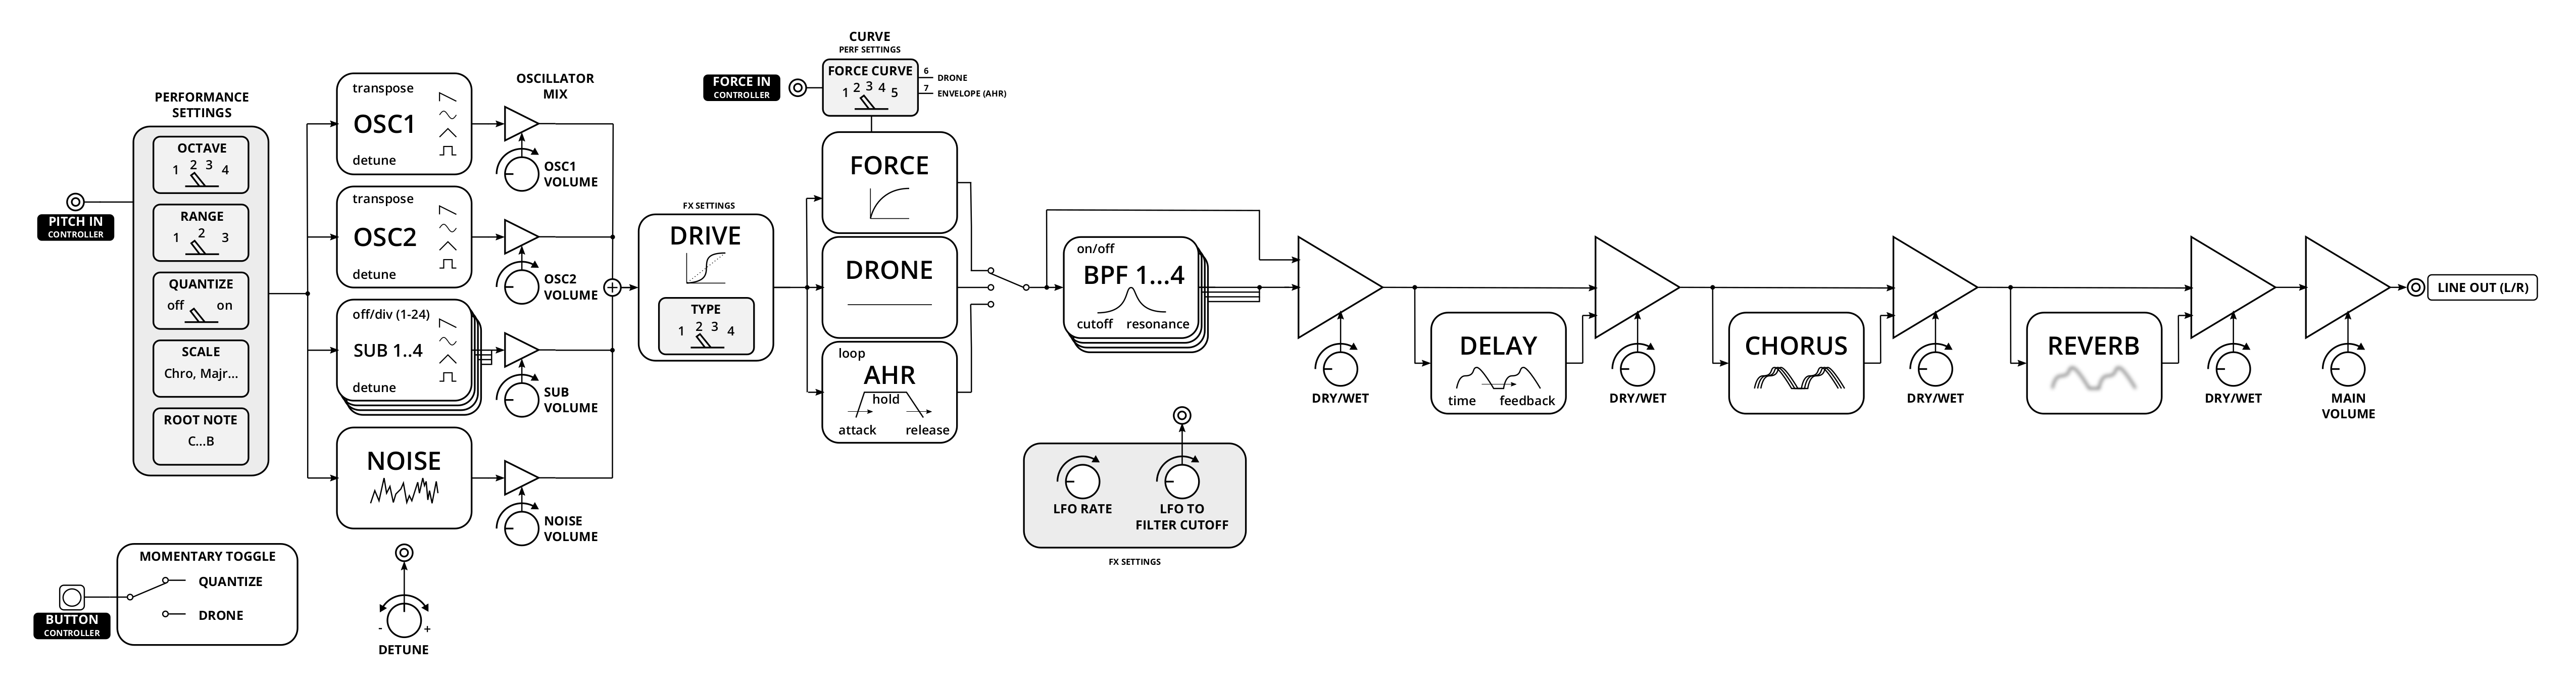 PERFORMANCE
SETTINGS
OCTAVE
1 2 3 4
RANGE
1 2 3
QUANTIZE
off on
SCALE
Chro, Majr...
ROOT NOTE
C...B
PITCH IN
CONTROLLER
MOMENTARY TOGGLE
QUANTIZE
DRONE
BUTTON
CONTROLLER
transpose
OSC1
detune
transpose
OSC2
detune
off/div (1-24)
SUB 1..4
detune
NOISE
- +
DETUNE
OSCILLATOR
MIX
OSC1
VOLUME
OSC2
VOLUME
SUB
VOLUME
NOISE
VOLUME
FX SETTINGS
DRIVE
TYPE
1 2 3 4
CURVE
PERF SETTINGS
FORCE IN
CONTROLLER
FORCE CURVE
1 2 3 4 5
6 DRONE
7 ENVELOPE (AHR)
FORCE
DRONE
loop
AHR
hold
attack release
on/off
BPF 1...4
cutoff resonance
LFO RATE
LFO TO
FILTER CUTOFF
FX SETTINGS
DRY/WET
DELAY
time feedback
DRY/WET
CHORUS
DRY/WET
REVERB
DRY/WET
MAIN
VOLUME
LINE OUT (L/R)